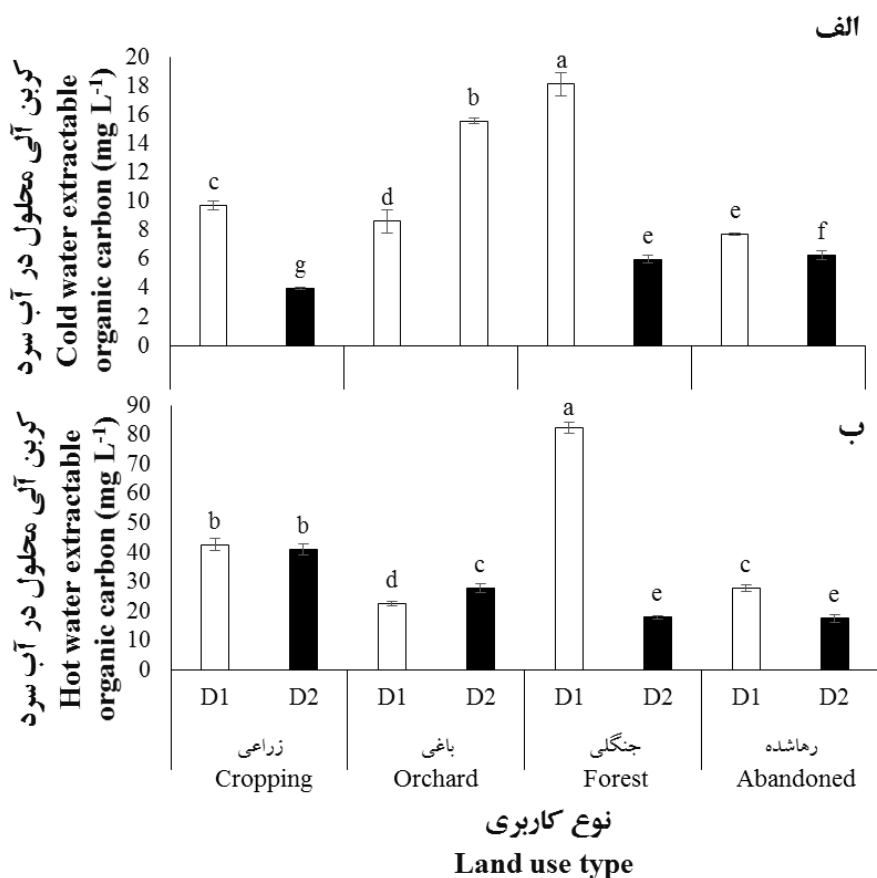 الف
کربن آلی محلول در آب سرد
Cold water extractable
organic carbon (mg L-1)
20
18
16
14
12
10
8
6
4
2
0
c
g
d
b
a
e
e
f
ب
کربن آلی محلول در آب سرد
Hot water extractable
organic carbon (mg L-1)
90
80
70
60
50
40
30
20
10
0
b
b
d
c
a
e
c
e
D1 D2 D1 D2 D1 D2 D1 D2
زراعی باغی جنگلی رهاشده
Cropping Orchard Forest Abandoned
نوع کاربری
Land use type